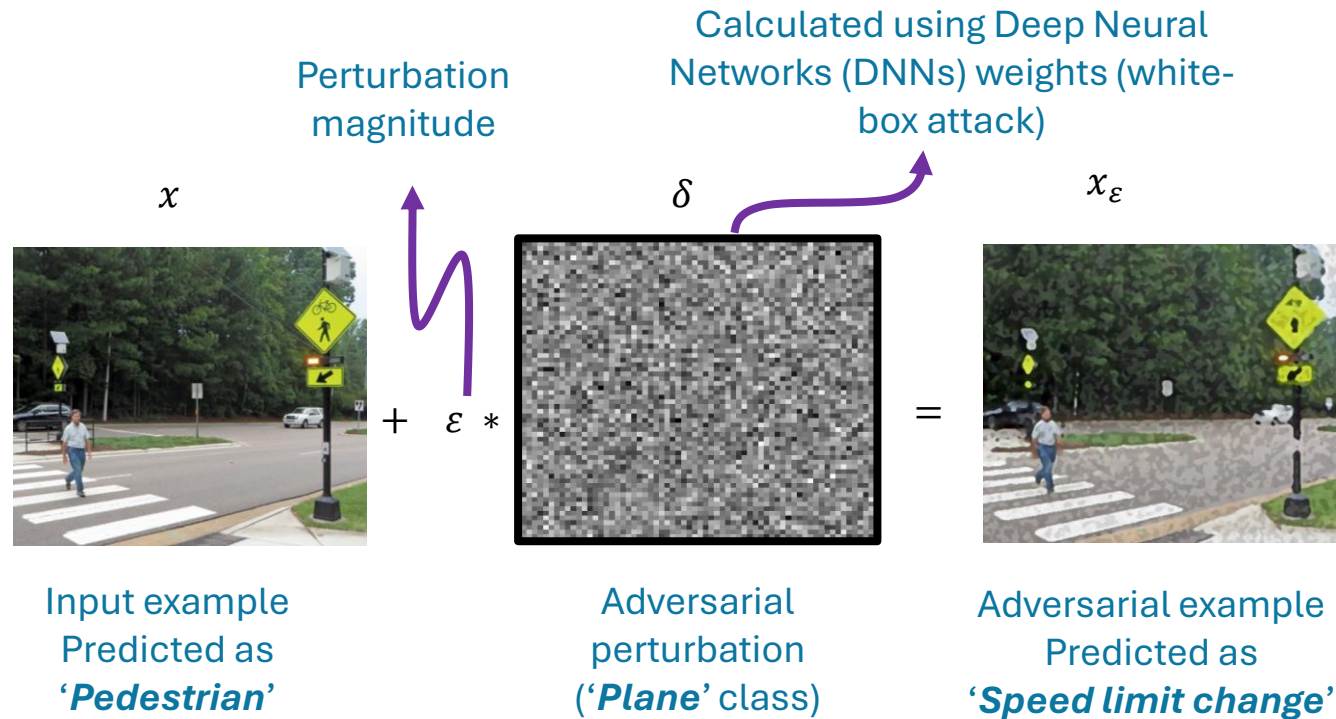 Perturbation
magnitude
Calculated using Deep Neural
Networks (DNNs) weights (white-
box attack)
x
δ
x_ε
+ ε *
=
Input example
Predicted as
‘Pedestrian’
Adversarial
perturbation
(‘Plane’ class)
Adversarial example
Predicted as
‘Speed limit change’